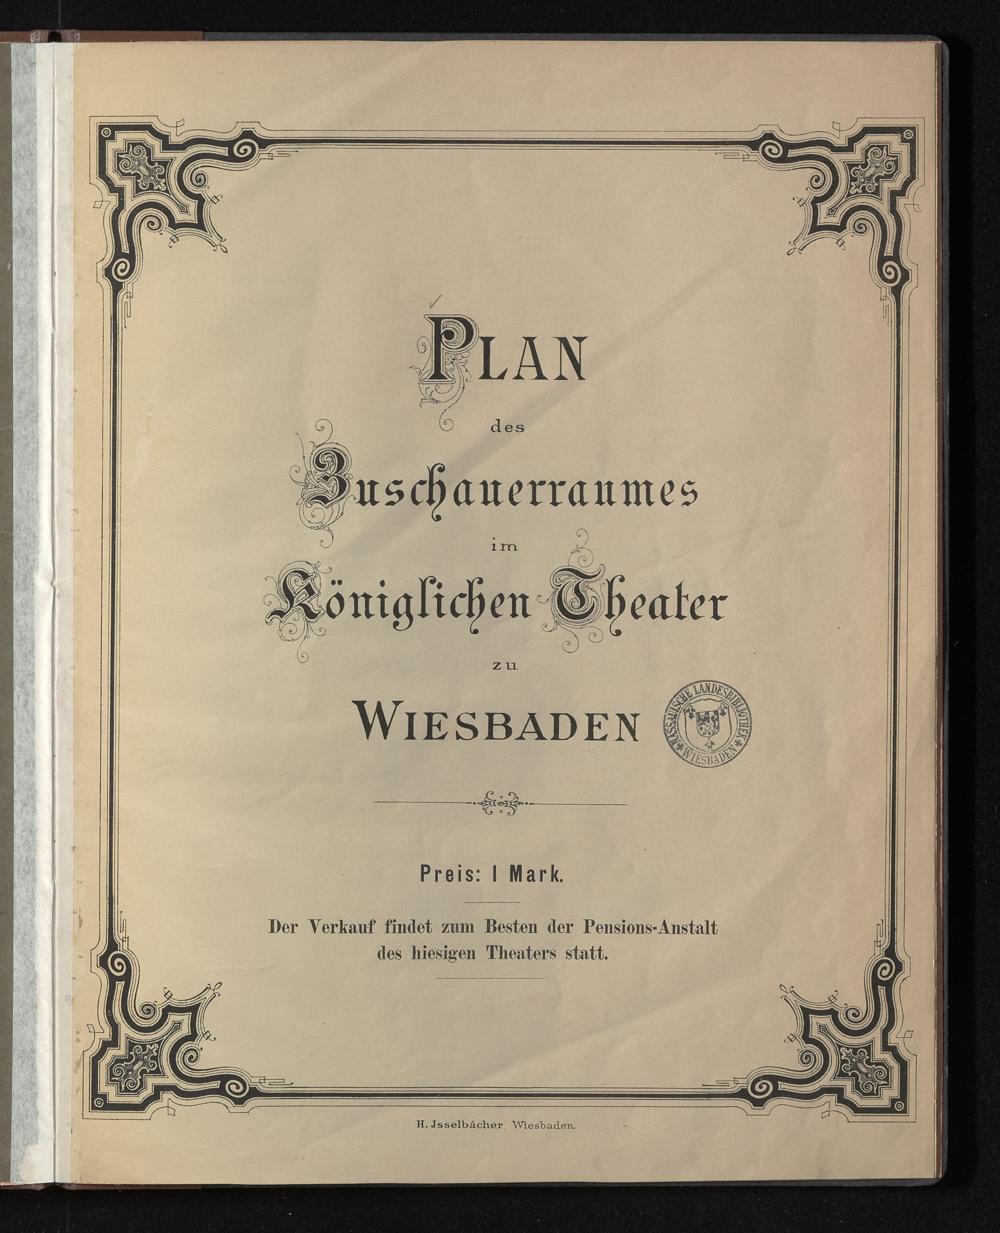 PLAN
des
Zuschauerraumes
im
Königlichen Theater
zu
WIESBADEN
NASSAUISCHE LANDESBIBLIOTHEK
* WIESBADEN *
Preis: 1 Mark.
Der Verkauf findet zum Besten der Pensions-Anstalt
des hiesigen Theaters statt.
H. Jsselbächer, Wiesbaden.